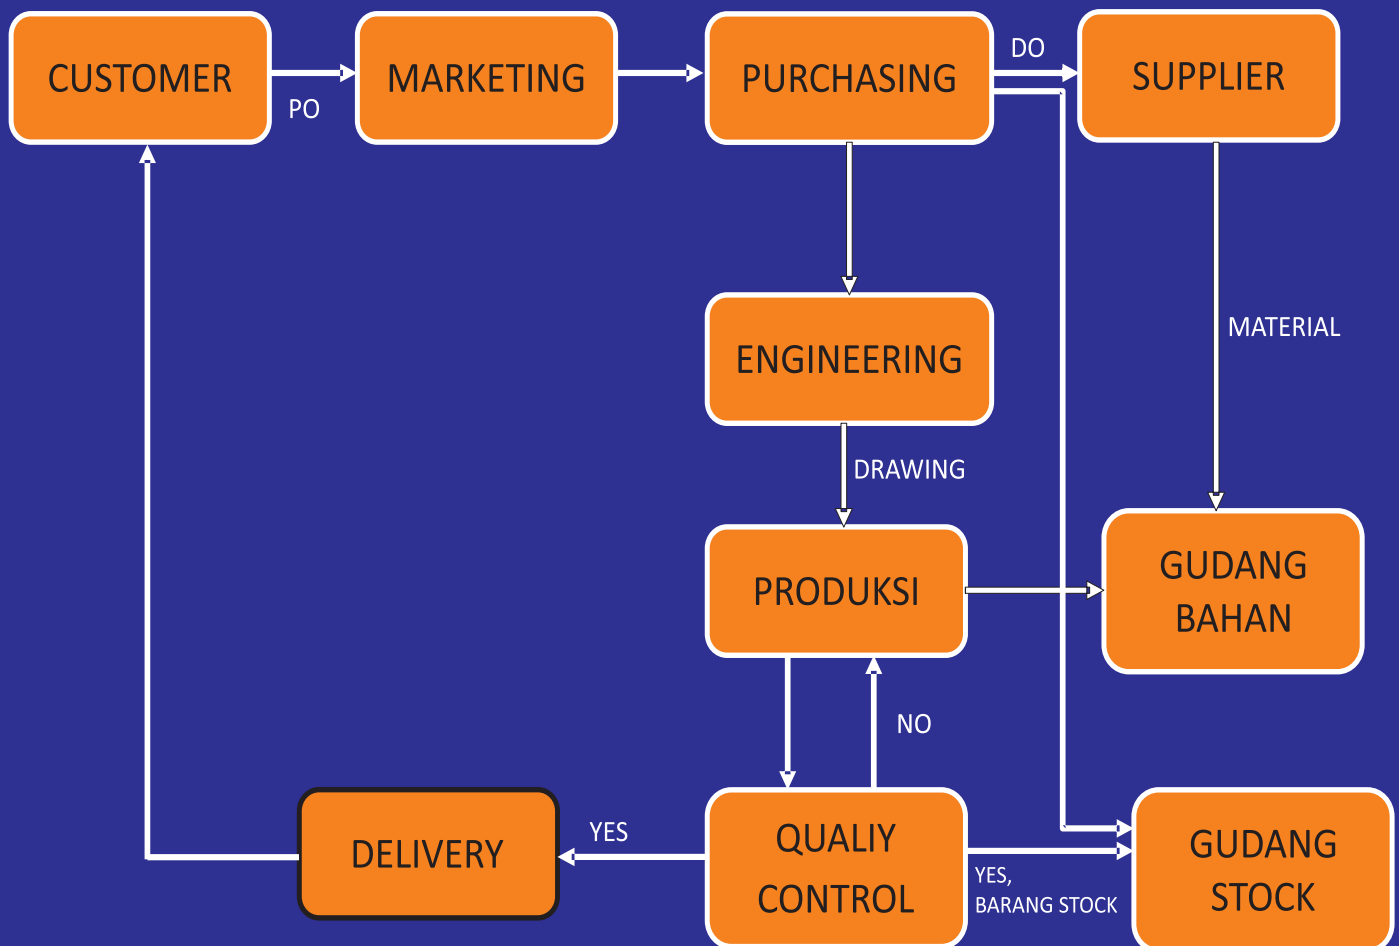 CUSTOMER
PO
MARKETING
PURCHASING
DO
SUPPLIER
ENGINEERING
MATERIAL
DRAWING
PRODUKSI
GUDANG
BAHAN
NO
DELIVERY
YES
QUALIY
CONTROL
YES,
BARANG STOCK
GUDANG
STOCK